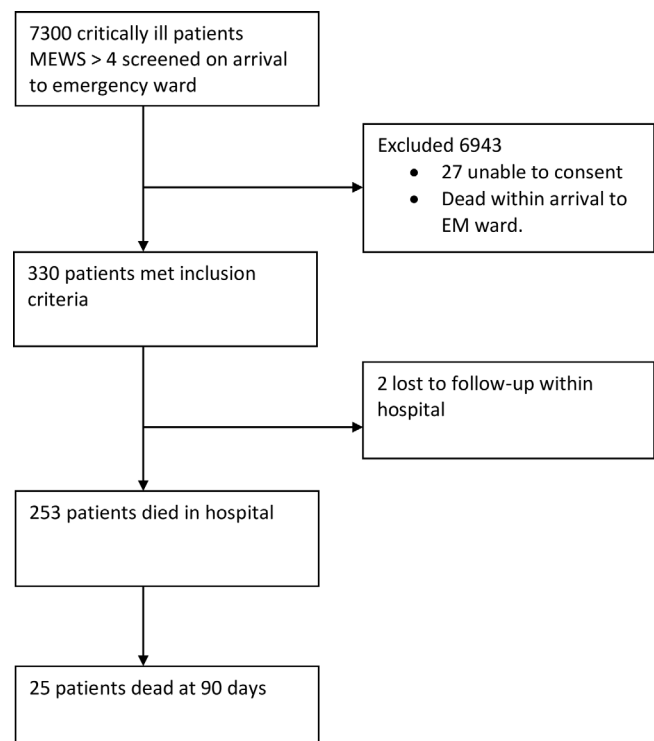 7300 critically ill patients
MEWS > 4 screened on arrival
to emergency ward
Excluded 6943
• 27 unable to consent
• Dead within arrival to
EM ward.
330 patients met inclusion
criteria
2 lost to follow-up within
hospital
253 patients died in hospital
25 patients dead at 90 days